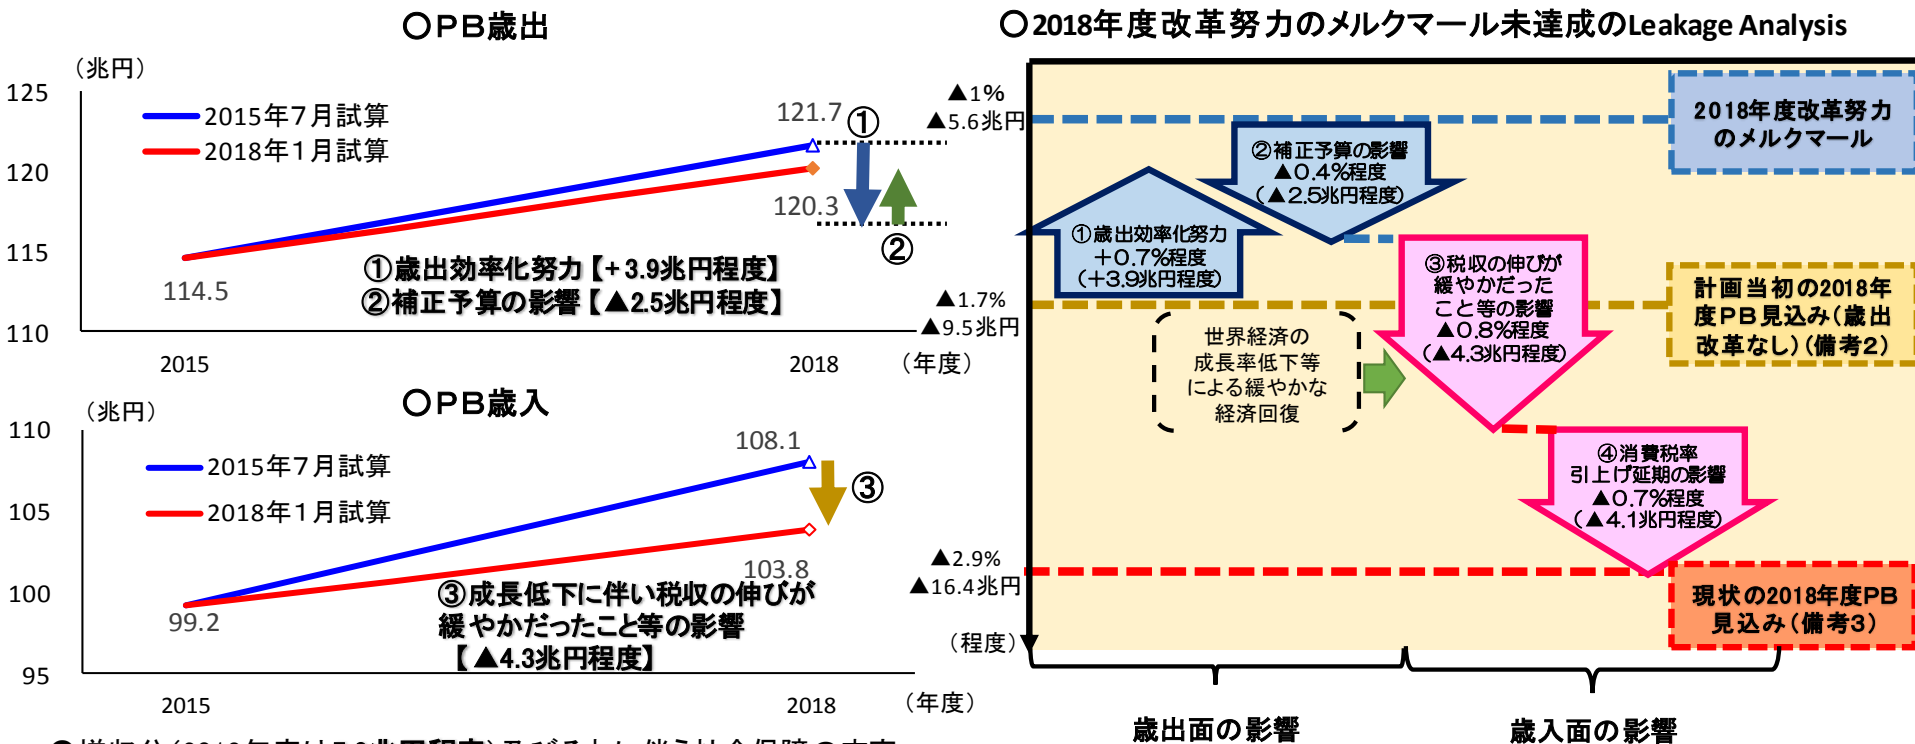 ○PB歳出
（兆円）
125
120
115
110
2015年7月試算
2018年1月試算
121.7
①
120.3
②
114.5
①歳出効率化努力【+3.9兆円程度】
②補正予算の影響【▲2.5兆円程度】
2015
2018
（年度）
○PB歳入
（兆円）
110
105
100
95
2015年7月試算
2018年1月試算
108.1
③
103.8
99.2
③成長低下に伴い税収の伸びが
緩やかだったこと等の影響
【▲4.3兆円程度】
2015
2018
（年度）
○2018年度改革努力のメルクマール未達成のLeakage Analysis
▲1%
▲5.6兆円
▲1.7%
▲9.5兆円
▲2.9%
▲16.4兆円
（程度）
2018年度改革努力
のメルクマール
②補正予算の影響
▲0.4%程度
（▲2.5兆円程度）
①歳出効率化努力
＋0.7%程度
（＋3.9兆円程度）
③税収の伸びが
緩やかだった
こと等の影響
▲0.8%程度
（▲4.3兆円程度）
計画当初の2018年
度PB見込み（歳出
改革なし）（備考2）
世界経済の
成長率低下等
による緩やかな
経済回復
④消費税率
引上げ延期の影響
▲0.7%程度
（▲4.1兆円程度）
現状の2018年度PB
見込み（備考3）
歳出面の影響
歳入面の影響